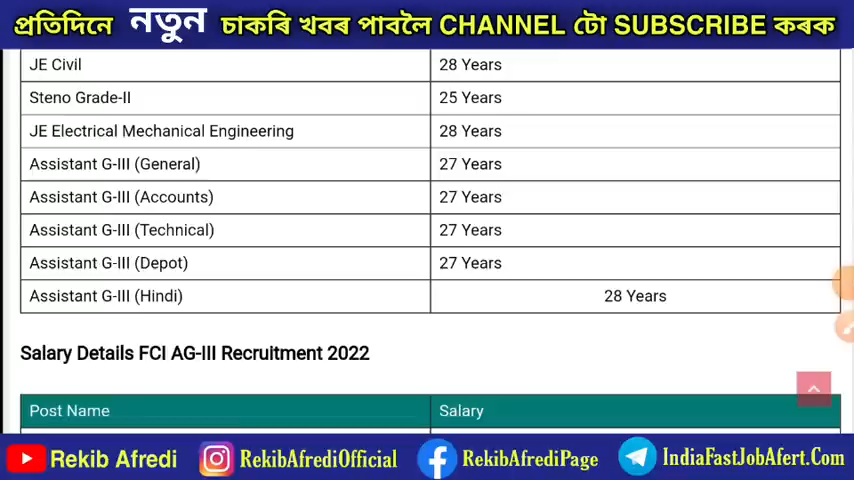 প্ৰতিদিনে নতুন চাকৰি খবৰ পাবলৈ CHANNEL টো SUBSCRIBE কৰক
JE Civil 28 Years
Steno Grade-II 25 Years
JE Electrical Mechanical Engineering 28 Years
Assistant G-III (General) 27 Years
Assistant G-III (Accounts) 27 Years
Assistant G-III (Technical) 27 Years
Assistant G-III (Depot) 27 Years
Assistant G-III (Hindi) 28 Years
Salary Details FCI AG-III Recruitment 2022
Post Name Salary
Rekib Afredi RekibAfrediOfficial RekibAfrediPage IndiaFastJobAfert.Com